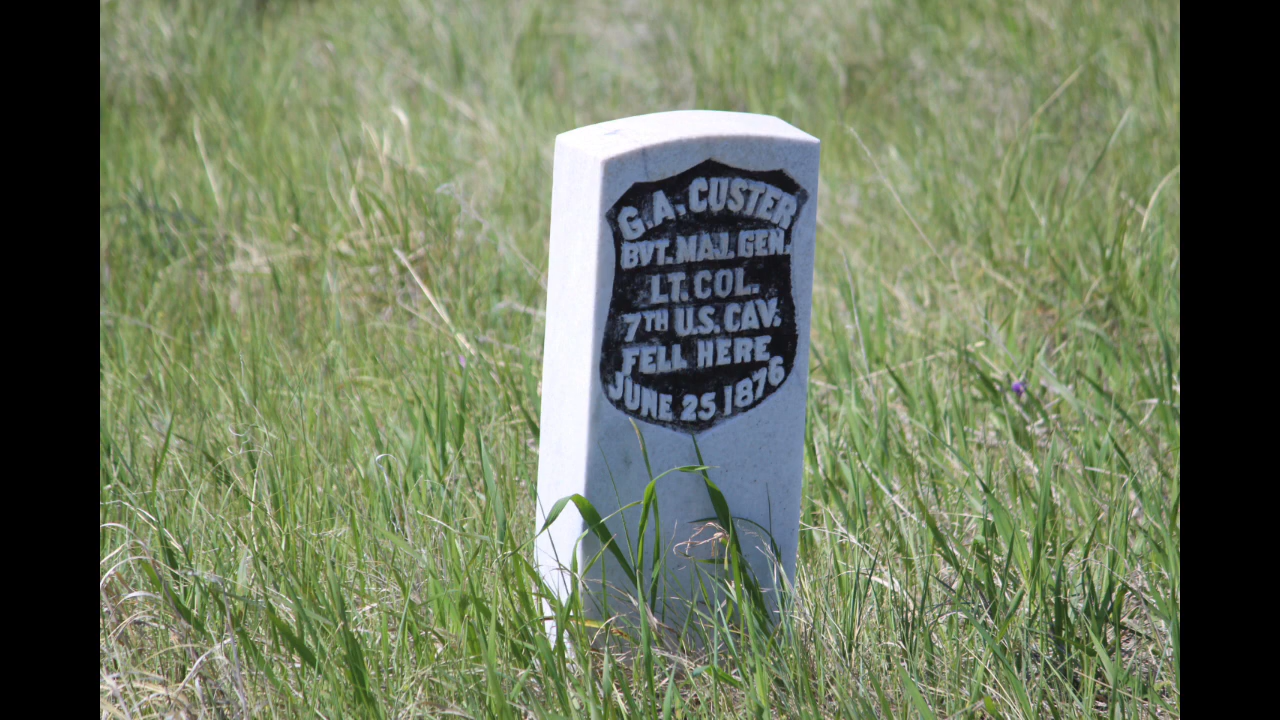 G.A. CUSTER
BVT. MAJ. GEN.
LT. COL.
7TH U.S. CAV.
FELL HERE
JUNE 25 1876